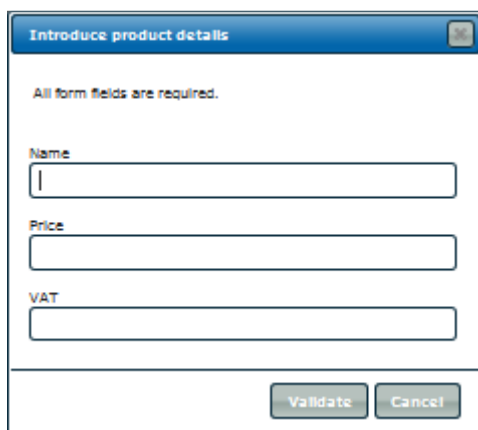 Introduce product details
All form fields are required.
Name
Price
VAT
Validate Cancel